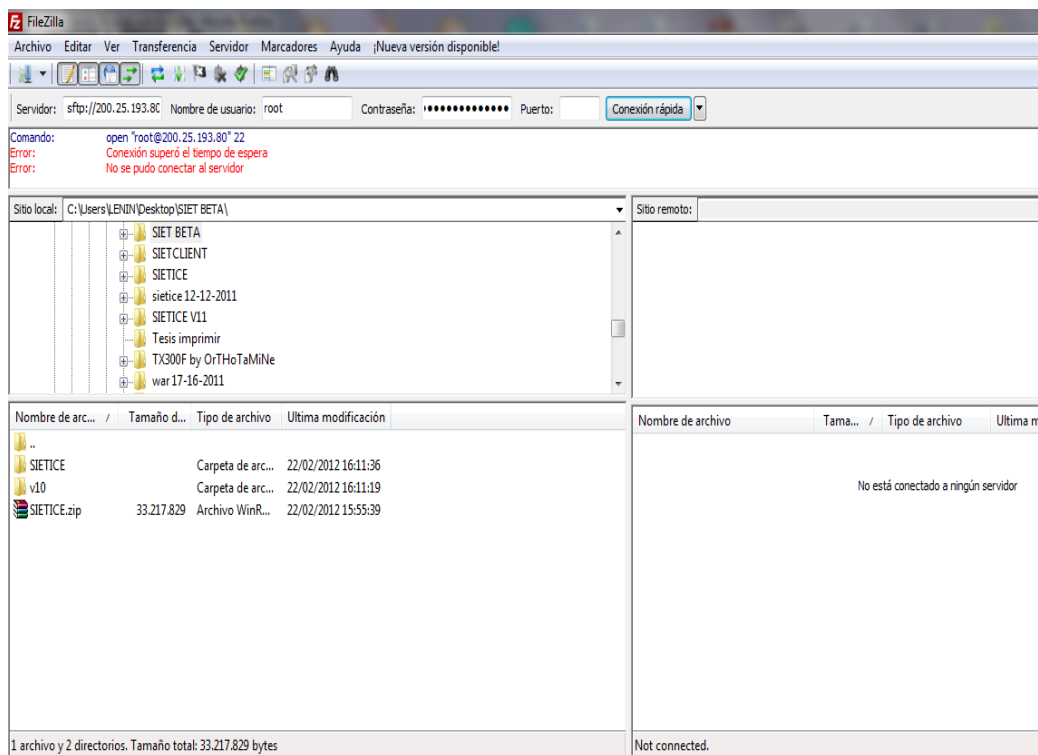 FileZilla
Archivo Editar Ver Transferencia Servidor Marcadores Ayuda ¡Nueva versión disponible!
Servidor: sftp://200.25.193.80 Nombre de usuario: root Contraseña: Puerto: Conexión rápida
Comando: open "root@200.25.193.80" 22
Error: Conexión superó el tiempo de espera
Error: No se pudo conectar al servidor
Sitio local: C:\Users\LENIN\Desktop\SIET BETA\
Sitio remoto:
SIET BETA
SIETCLIENT
SIETICE
sietice 12-12-2011
SIETICE V11
Tesis imprimir
TX300F by OrTHoTaMiNe
war 17-16-2011
Nombre de arc... Tamaño d... Tipo de archivo Ultima modificación
..
SIETICE Carpeta de arc... 22/02/2012 16:11:36
v10 Carpeta de arc... 22/02/2012 16:11:19
SIETICE.zip 33.217.829 Archivo WinR... 22/02/2012 15:55:39
Nombre de archivo Tama... Tipo de archivo Ultima m
No está conectado a ningún servidor
1 archivo y 2 directorios. Tamaño total: 33.217.829 bytes
Not connected.